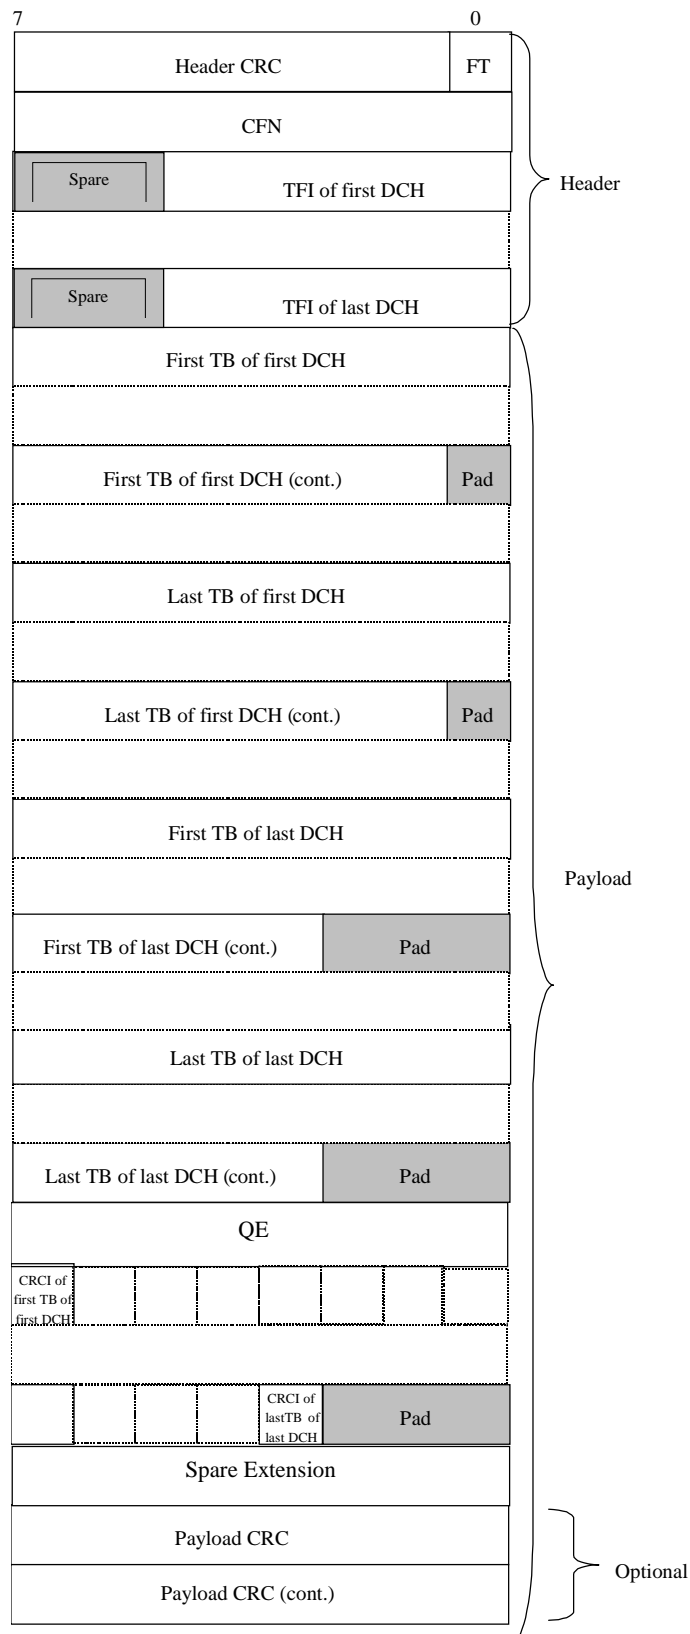 7 0
Header CRC FT
CFN
Spare TFI of first DCH
Header
Spare TFI of last DCH
First TB of first DCH
First TB of first DCH (cont.) Pad
Last TB of first DCH
Last TB of first DCH (cont.) Pad
First TB of last DCH
Payload
First TB of last DCH (cont.) Pad
Last TB of last DCH
Last TB of last DCH (cont.) Pad
QE
CRCI of
first TB of
first DCH
CRCI of
lastTB of
last DCH
Pad
Spare Extension
Payload CRC
Optional
Payload CRC (cont.)